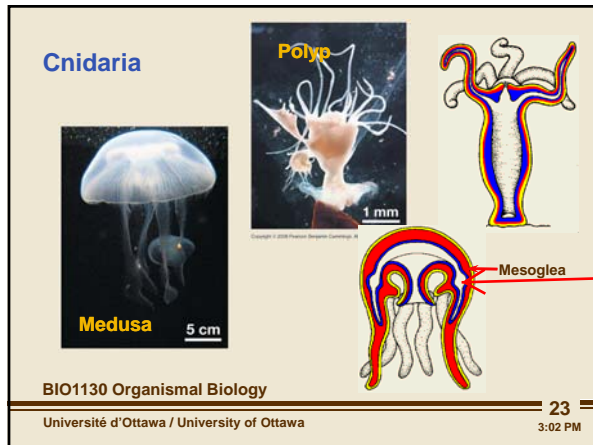 Cnidaria
Polyp
1 mm
Medusa
5 cm
Mesoglea
BIO1130 Organismal Biology
Université d'Ottawa / University of Ottawa
23
3:02 PM